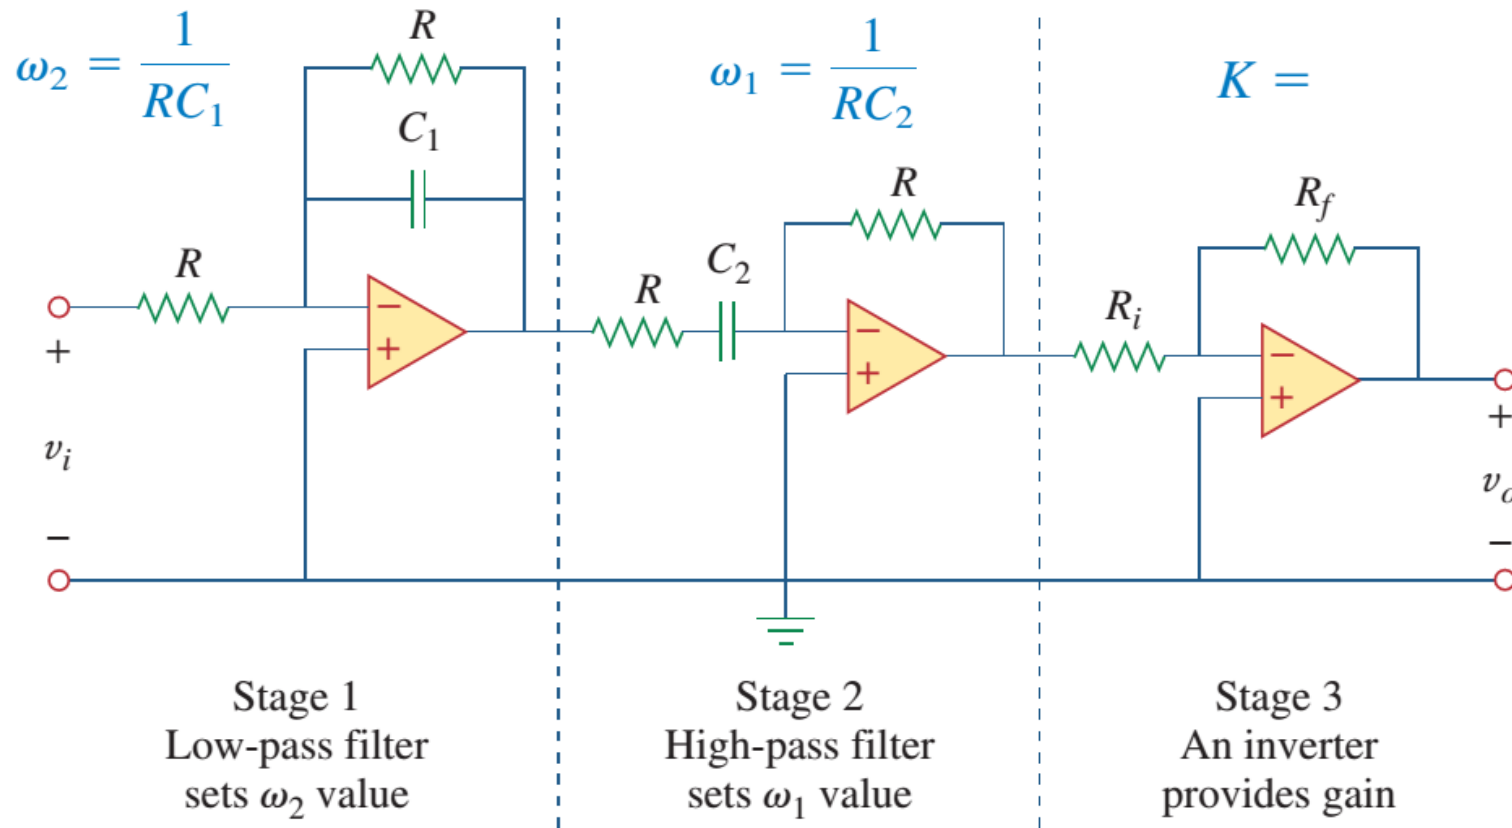 ω₂ = 1/RC₁
R
C₁
R
−
+
+
vᵢ
−
ω₁ = 1/RC₂
R
C₂
R
−
+
K =
R_f
Rᵢ
−
+
+
vₒ
−
Stage 1
Low-pass filter
sets ω₂ value
Stage 2
High-pass filter
sets ω₁ value
Stage 3
An inverter
provides gain